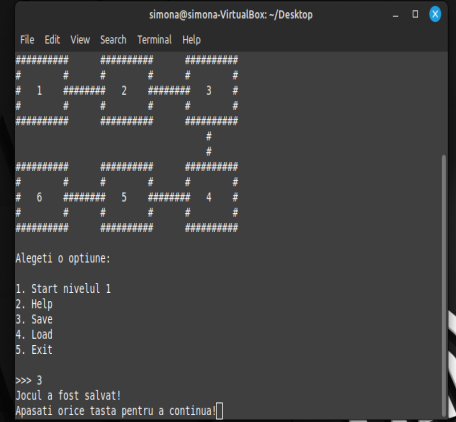 simona@simona-VirtualBox: ~/Desktop
File Edit View Search Terminal Help
##########      ##########      ##########
#        #      #        #      #        #
#   1    ########   2    ########   3    #
#        #      #        #      #        #
##########      ##########      ##########
                                    #
                                    #
##########      ##########      ##########
#        #      #        #      #        #
#   6    ########   5    ########   4    #
#        #      #        #      #        #
##########      ##########      ##########
Alegeti o optiune:
1. Start nivelul 1
2. Help
3. Save
4. Load
5. Exit
>>> 3
Jocul a fost salvat!
Apasati orice tasta pentru a continua!